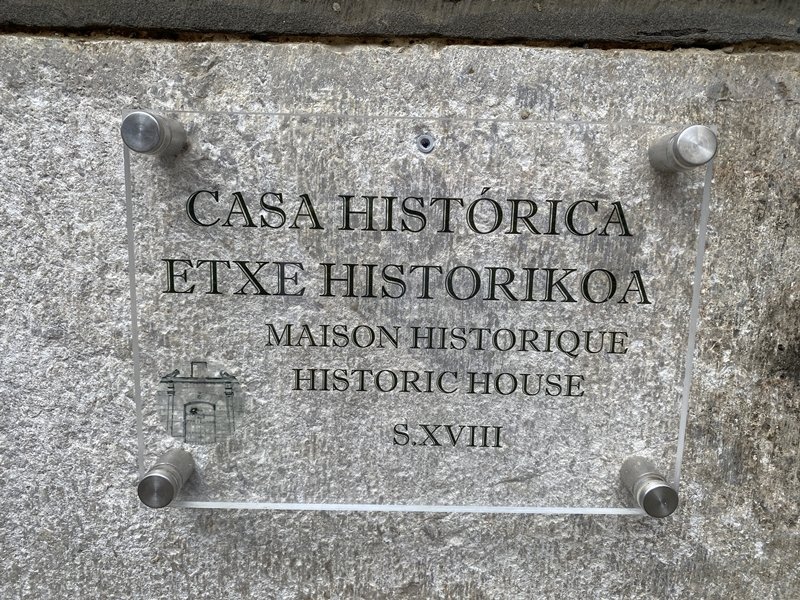 CASA HISTÓRICA
ETXE HISTORIKOA
MAISON HISTORIQUE
HISTORIC HOUSE
S.XVIII